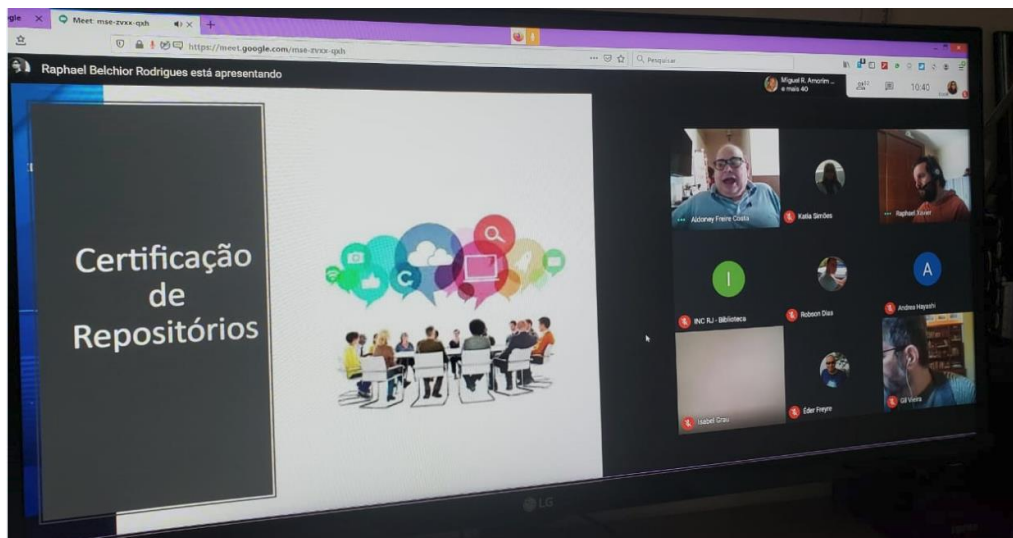 gle
Meet: mse-zvxx-qxh
https://meet.google.com/mse-zvxx-qxh
Pesquisar
Raphael Belchior Rodrigues está apresentando
Miguel R. Amorim ...
e mais 40
10:40
Certificação
de
Repositórios
Aldoney Freire Costa
Katia Simões
Raphael Xavier
I
A
INC RJ - Biblioteca
Robson Dias
Andrea Hayashi
Isabel Grau
Éder Freyre
Gil Vieira
LG